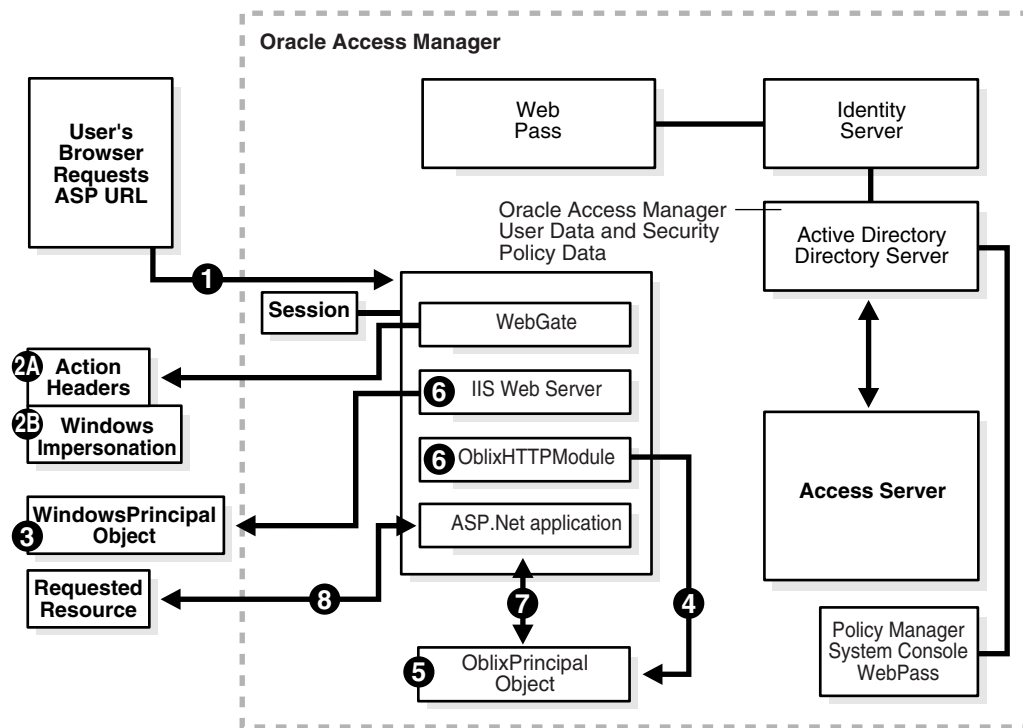 Oracle Access Manager
User's
Browser
Requests
ASP URL
Web
Pass
Identity
Server
Oracle Access Manager
User Data and Security
Policy Data
Active Directory
Directory Server
1
Session
WebGate
2A
Action
Headers
2B
Windows
Impersonation
6
IIS Web Server
6
OblixHTTPModule
Access Server
3
WindowsPrincipal
Object
ASP.Net application
Requested
Resource
8
7
4
5
OblixPrincipal
Object
Policy Manager
System Console
WebPass